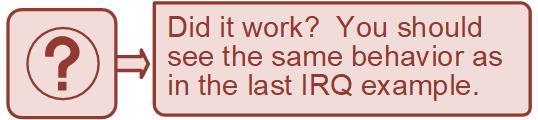 ?
Did it work?  You should
see the same behavior as
in the last IRQ example.